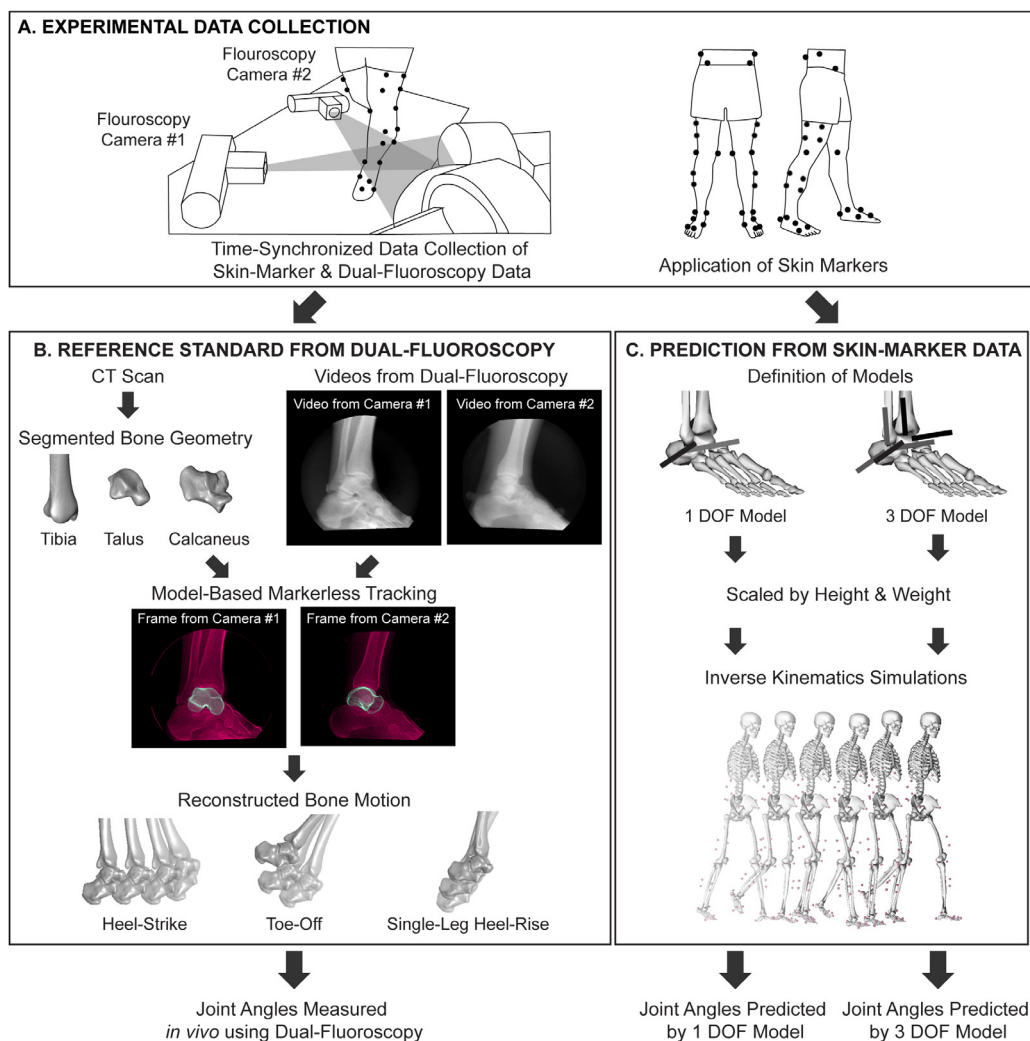 A. EXPERIMENTAL DATA COLLECTION
Flouroscopy
Camera #2
Flouroscopy
Camera #1
Time-Synchronized Data Collection of
Skin-Marker & Dual-Fluoroscopy Data
Application of Skin Markers
B. REFERENCE STANDARD FROM DUAL-FLUOROSCOPY
CT Scan
Videos from Dual-Fluoroscopy
Video from Camera #1
Video from Camera #2
Segmented Bone Geometry
Tibia
Talus
Calcaneus
Model-Based Markerless Tracking
Frame from Camera #1
Frame from Camera #2
Reconstructed Bone Motion
Heel-Strike
Toe-Off
Single-Leg Heel-Rise
Joint Angles Measured
in vivo using Dual-Fluoroscopy
C. PREDICTION FROM SKIN-MARKER DATA
Definition of Models
1 DOF Model
3 DOF Model
Scaled by Height & Weight
Inverse Kinematics Simulations
Joint Angles Predicted
by 1 DOF Model
Joint Angles Predicted
by 3 DOF Model